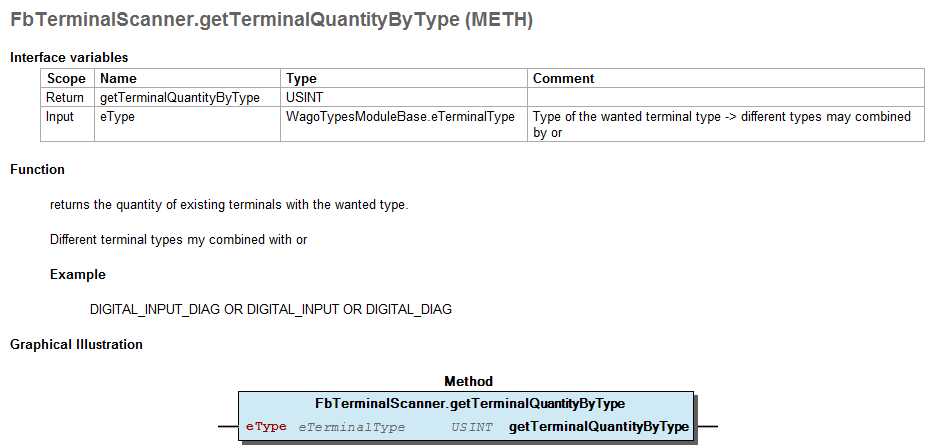 FbTerminalScanner.getTerminalQuantityByType (METH)
Interface variables
Scope Name Type Comment
Return getTerminalQuantityByType USINT
Input eType WagoTypesModuleBase.eTerminalType Type of the wanted terminal type -> different types may combined
by or
Function
returns the quantity of existing terminals with the wanted type.
Different terminal types my combined with or
Example
DIGITAL_INPUT_DIAG OR DIGITAL_INPUT OR DIGITAL_DIAG
Graphical Illustration
Method
FbTerminalScanner.getTerminalQuantityByType
eType eTerminalType USINT getTerminalQuantityByType